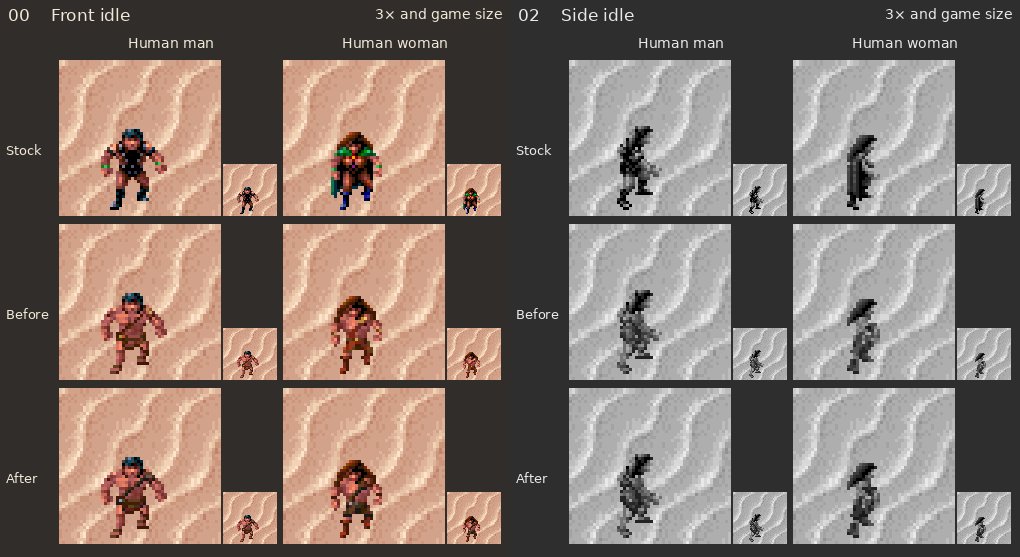 00 Front idle 3× and game size
Human man Human woman
Stock
Before
After
02 Side idle 3× and game size
Human man Human woman
Stock
Before
After